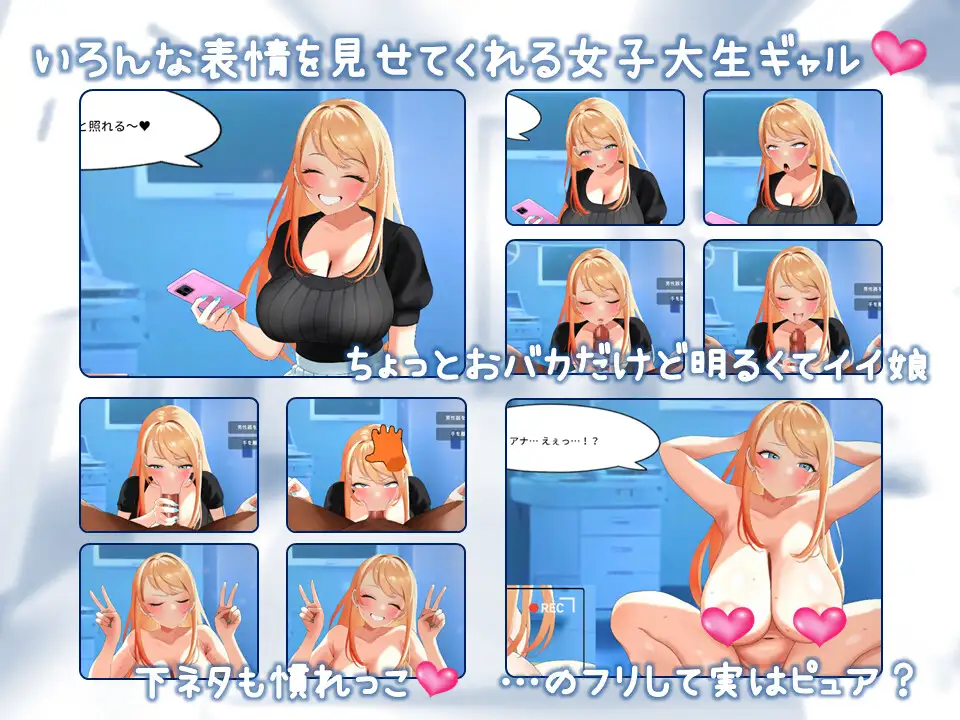 いろんな表情を見せてくれる女子大生ギャル
と照れる～♥
ちょっとおバカだけど明るくてイイ娘
アナ… えぇっ…！？
REC
下ネタも慣れっこ
…のフリして実はピュア？